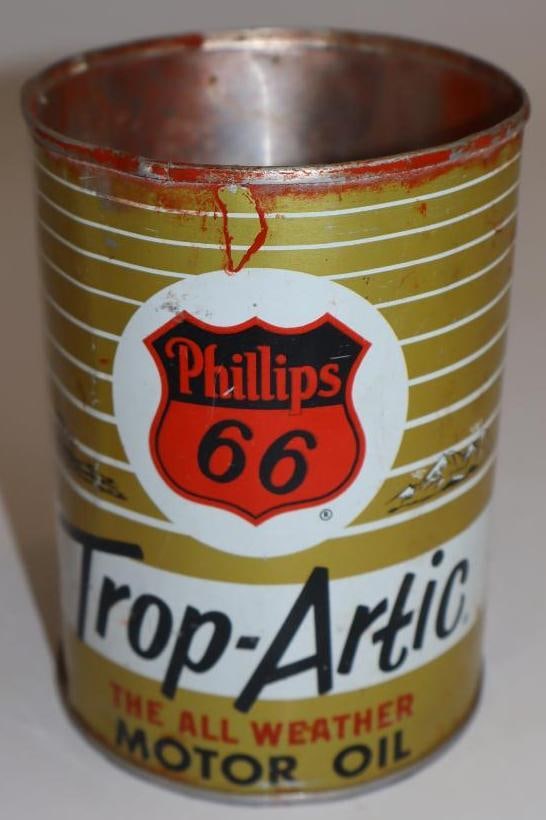 Phillips
66
®
Trop-Artic
THE ALL WEATHER
MOTOR OIL